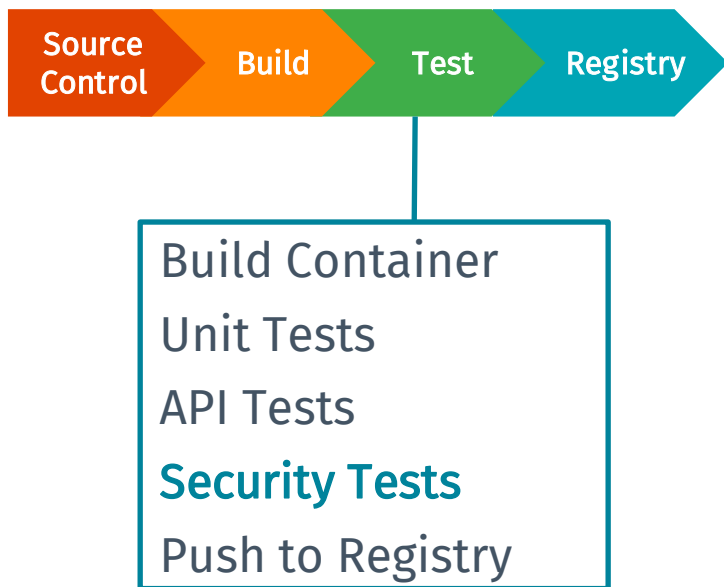 Source
Control
Build
Test
Registry
Build Container
Unit Tests
API Tests
Security Tests
Push to Registry